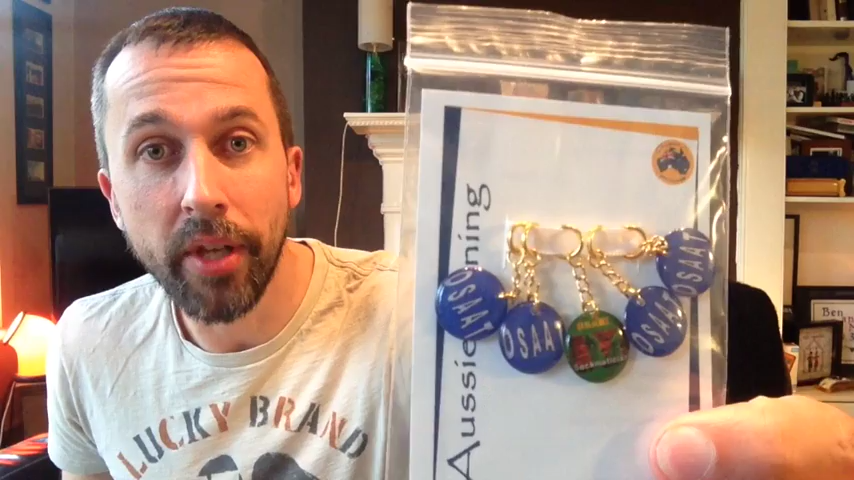 LUCKY BRAND
Aussie
ning
OSAAT
OSAAT
OSAAT
OSAAT
Ben